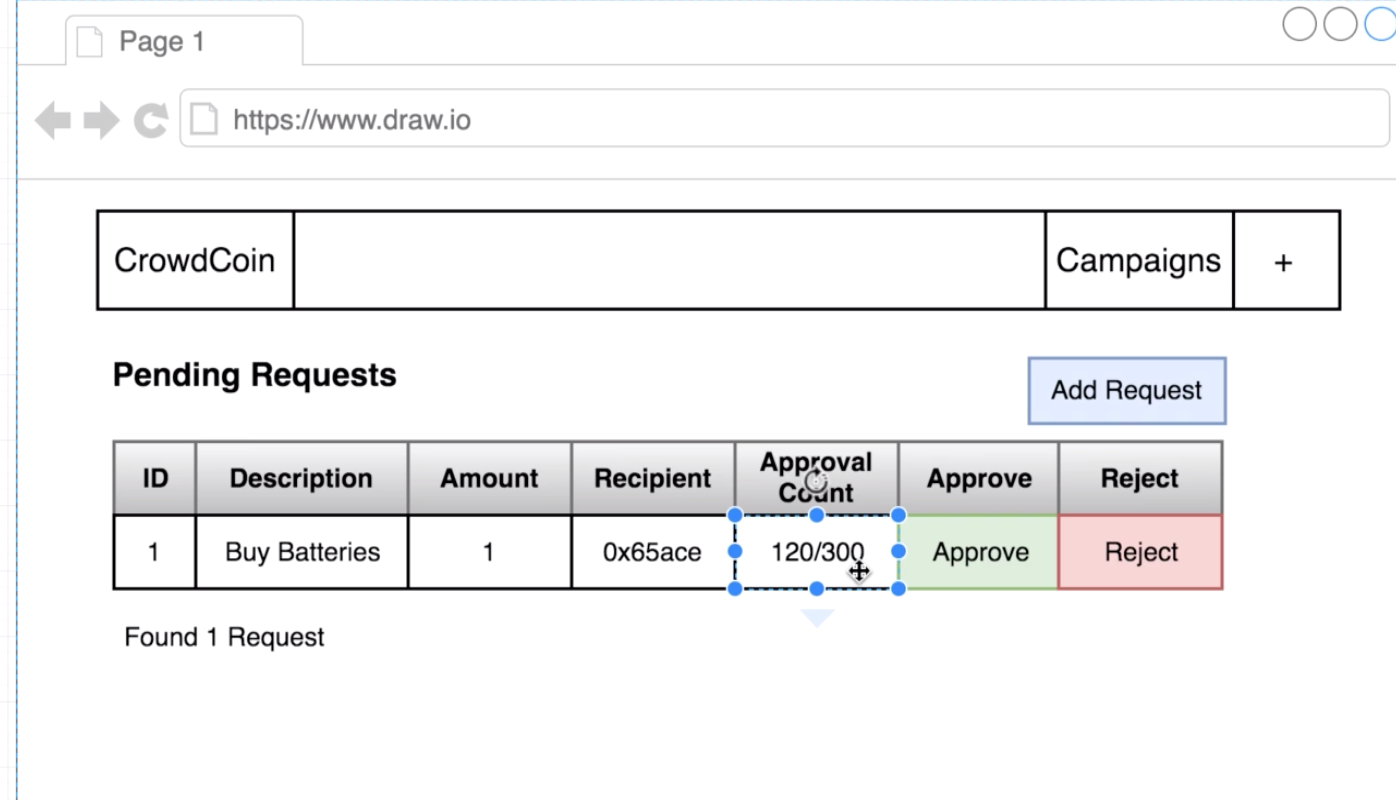 Page 1
https://www.draw.io
CrowdCoin Campaigns +
Pending Requests
Add Request
ID Description Amount Recipient Approval Count Approve Reject
1 Buy Batteries 1 0x65ace 120/300 Approve Reject
Found 1 Request